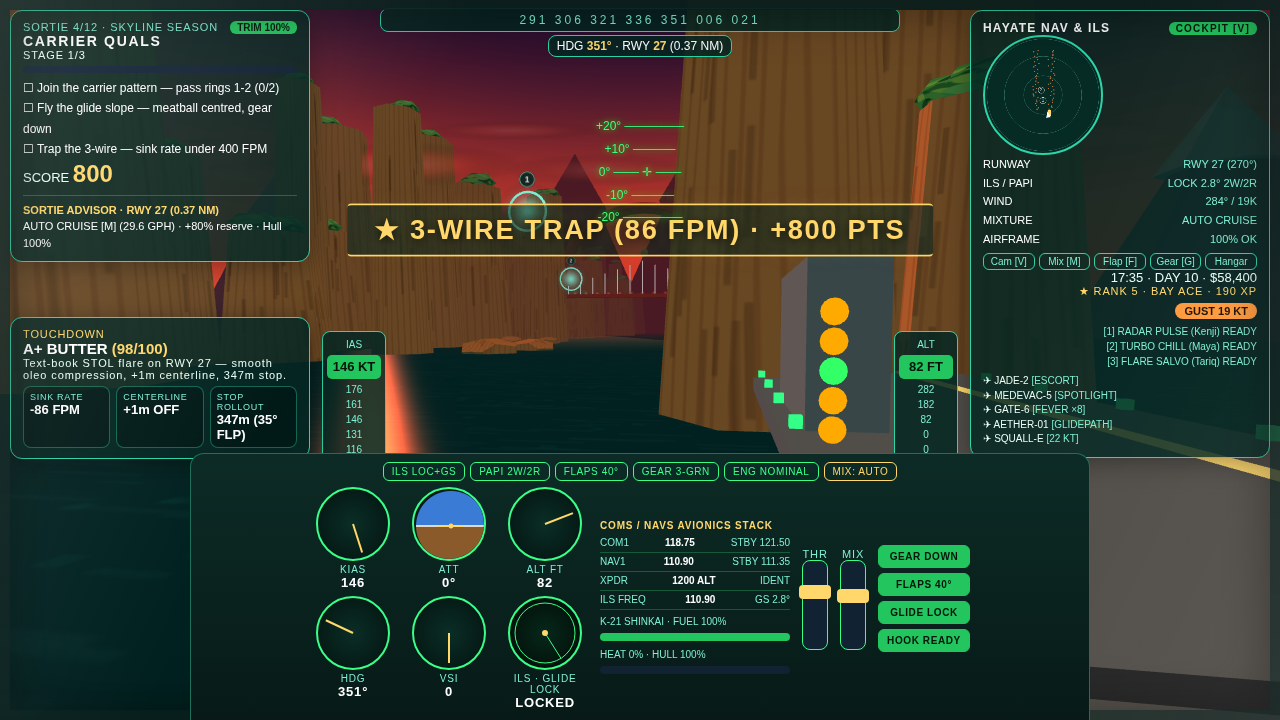 SORTIE 4/12 · SKYLINE SEASON TRIM 100%
CARRIER QUALS
STAGE 1/3
☐ Join the carrier pattern — pass rings 1-2 (0/2)
☐ Fly the glide slope — meatball centred, gear
down
☐ Trap the 3-wire — sink rate under 400 FPM
SCORE 800
SORTIE ADVISOR · RWY 27 (0.37 NM)
AUTO CRUISE [M] (29.6 GPH) · +80% reserve · Hull
100%
291 306 321 336 351 006 021
HDG 351° · RWY 27 (0.37 NM)
+20°
+10°
0°
-10°
-20°
1
★ 3-WIRE TRAP (86 FPM) · +800 PTS
HAYATE NAV & ILS COCKPIT [V]
RUNWAY RWY 27 (270°)
ILS / PAPI LOCK 2.8° 2W/2R
WIND 284° / 19K
MIXTURE AUTO CRUISE
AIRFRAME 100% OK
Cam [V] Mix [M] Flap [F] Gear [G] Hangar
17:35 · DAY 10 · $58,400
★ RANK 5 · BAY ACE · 190 XP
GUST 19 KT
[1] RADAR PULSE (Kenji) READY
[2] TURBO CHILL (Maya) READY
[3] FLARE SALVO (Tariq) READY
✈ JADE-2 [ESCORT]
✈ MEDEVAC-5 [SPOTLIGHT]
✈ GATE-6 [FEVER ×8]
✈ AETHER-01 [GLIDEPATH]
✈ SQUALL-E [22 KT]
TOUCHDOWN
A+ BUTTER (98/100)
Text-book STOL flare on RWY 27 — smooth
oleo compression, +1m centerline, 347m stop.
SINK RATE
-86 FPM
CENTERLINE
+1m OFF
STOP
ROLLOUT
347m (35°
FLP)
IAS
146 KT
176
161
146
131
116
ALT
82 FT
282
182
82
0
0
ILS LOC+GS PAPI 2W/2R FLAPS 40° GEAR 3-GRN ENG NOMINAL MIX: AUTO
KIAS
146
ATT
0°
ALT FT
82
HDG
351°
VSI
0
ILS · GLIDE
LOCK
LOCKED
COMS / NAVS AVIONICS STACK
COM1 118.75 STBY 121.50
NAV1 110.90 STBY 111.35
XPDR 1200 ALT IDENT
ILS FREQ 110.90 GS 2.8°
K-21 SHINKAI · FUEL 100%
HEAT 0% · HULL 100%
THR MIX
GEAR DOWN
FLAPS 40°
GLIDE LOCK
HOOK READY